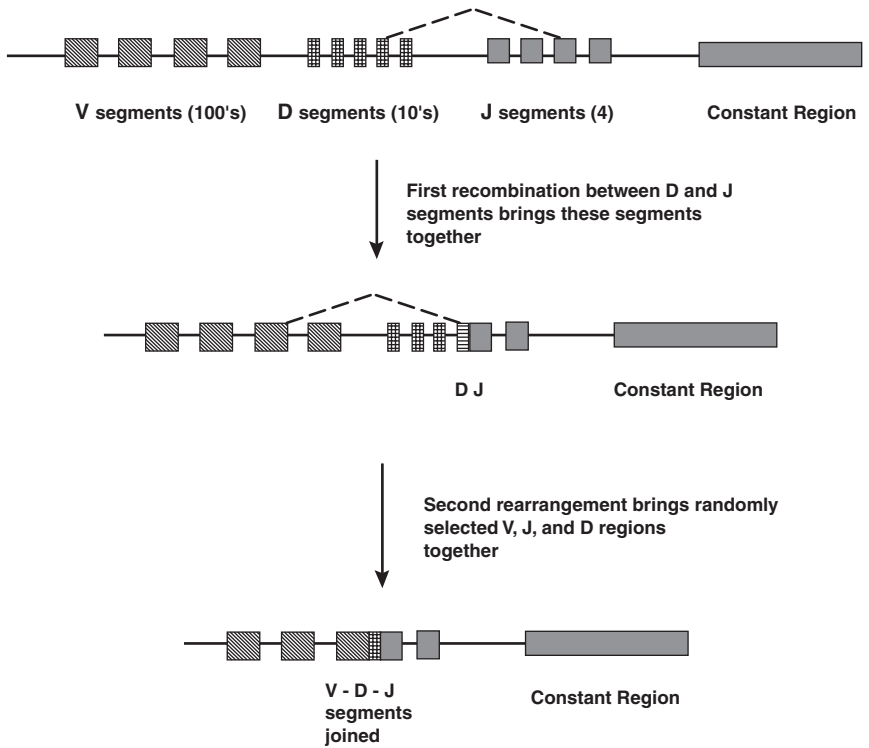 V segments (100's) D segments (10's) J segments (4) Constant Region
First recombination between D and J
segments brings these segments
together
D J Constant Region
Second rearrangement brings randomly
selected V, J, and D regions
together
V - D - J
segments
joined
Constant Region